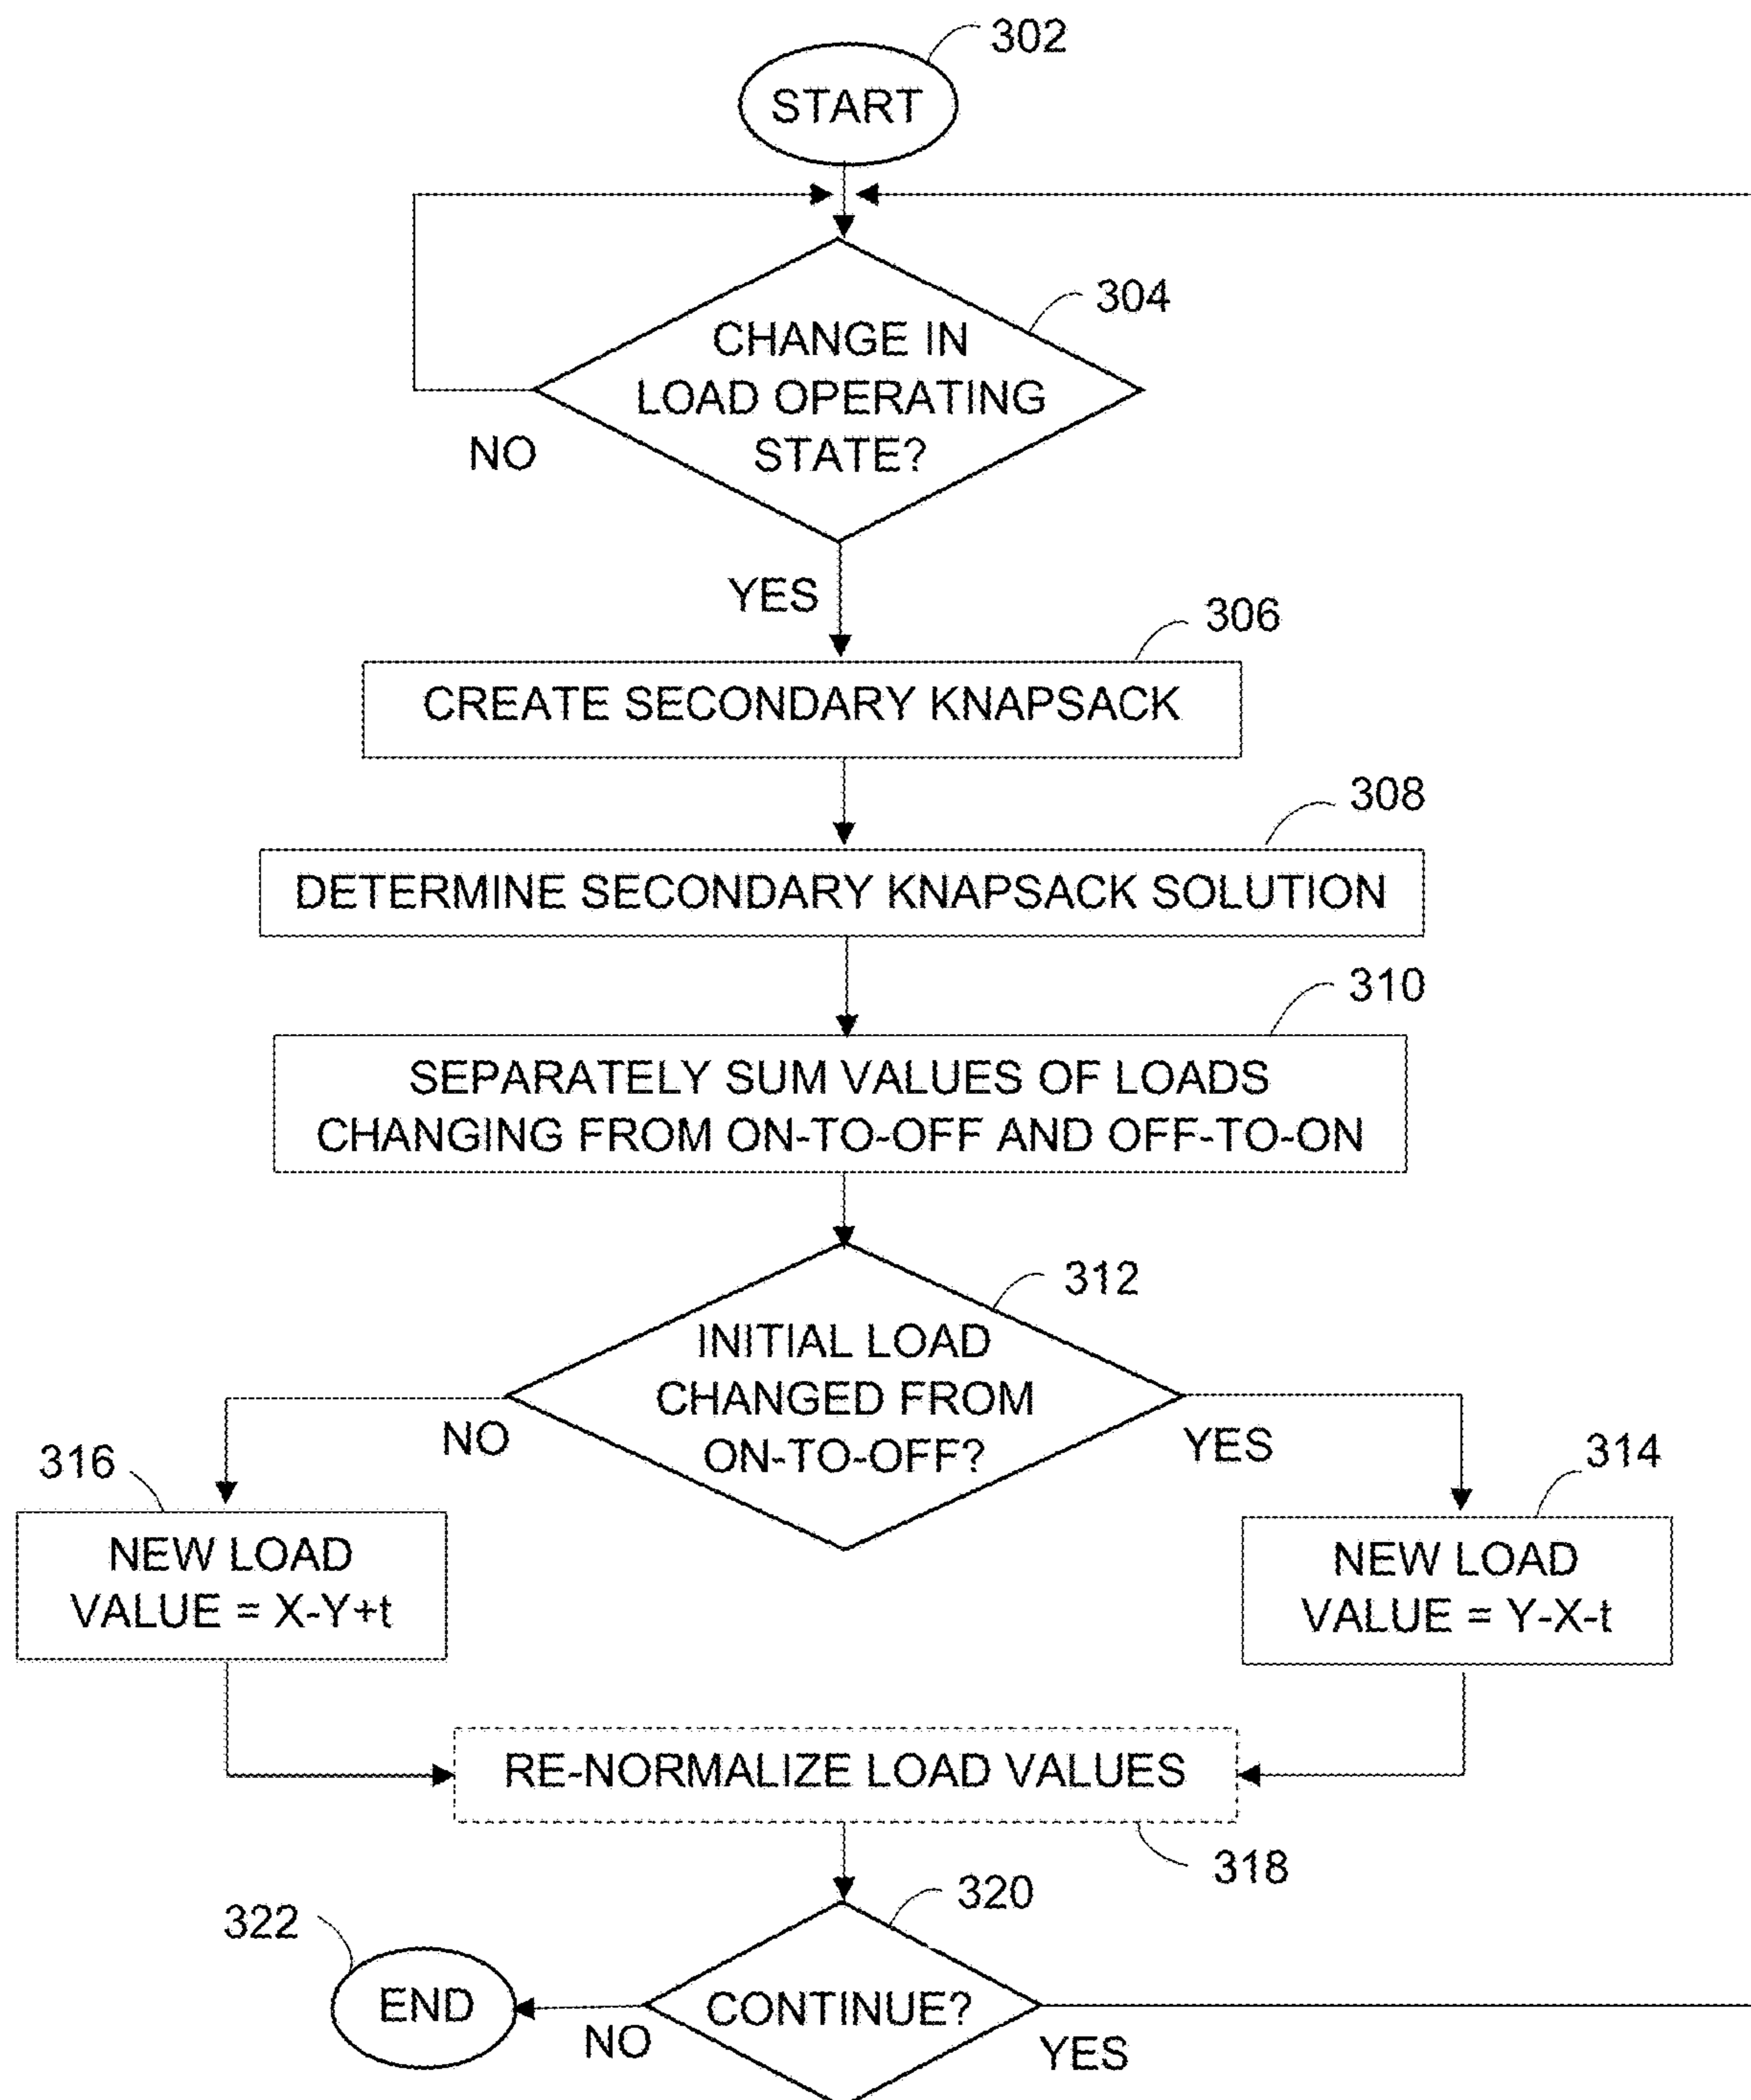 302
START
304
CHANGE IN
LOAD OPERATING
STATE?
NO
YES
306
CREATE SECONDARY KNAPSACK
308
DETERMINE SECONDARY KNAPSACK SOLUTION
310
SEPARATELY SUM VALUES OF LOADS
CHANGING FROM ON-TO-OFF AND OFF-TO-ON
312
INITIAL LOAD
CHANGED FROM
ON-TO-OFF?
NO
YES
316
314
NEW LOAD
VALUE = X-Y+t
NEW LOAD
VALUE = Y-X-t
RE-NORMALIZE LOAD VALUES
318
320
322
END
CONTINUE?
NO
YES